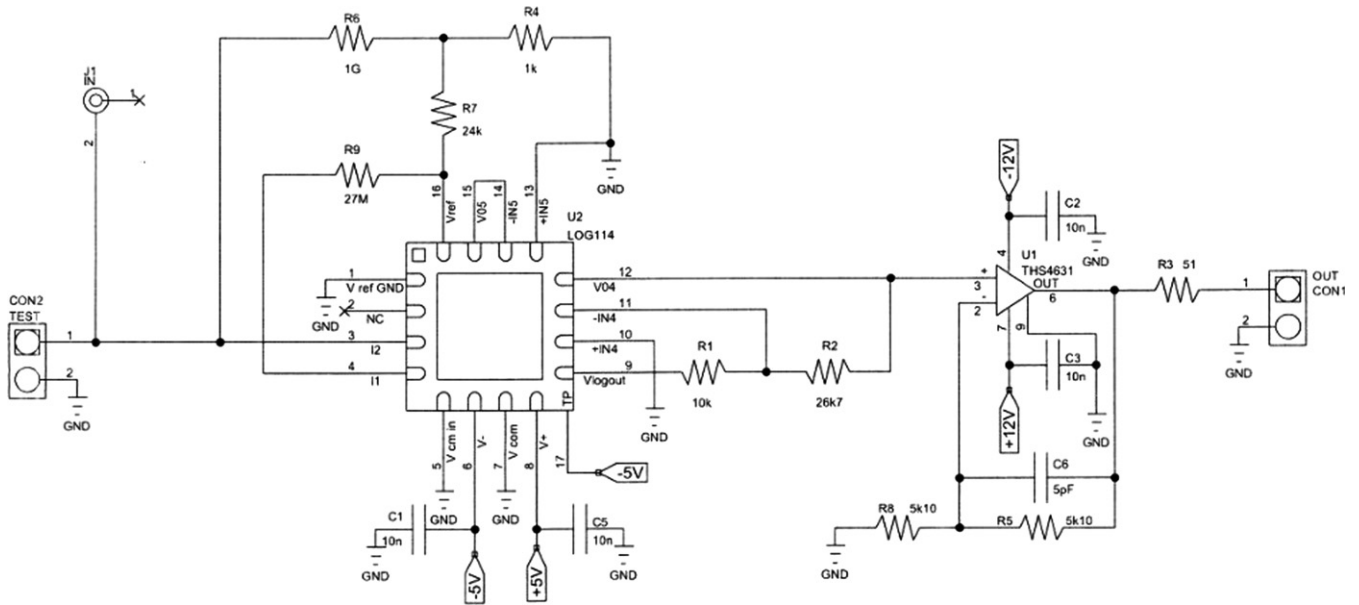 R6
1G
R4
1k
J1
IN
1
2
R7
24k
R9
27M
GND
16
Vref
15
V05
14
-IN5
13
+IN5
U2
LOG114
1
V ref GND
GND
2
NC
3
I2
4
I1
12
V04
11
-IN4
10
+IN4
9
Vlogout
TP
CON2
TEST
1
2
GND
R1
10k
R2
26k7
GND
5
V cm in
6
V-
7
V com
8
V+
17
-5V
GND
GND
C1
10n
GND
-5V
+5V
C5
10n
GND
-12V
C2
10n
GND
4
U1
THS4631
OUT
+
3
-
2
6
7
9
C3
10n
GND
+12V
R3 51
1
OUT
CON1
2
GND
C6
5pF
R8 5k10
R5 5k10
GND